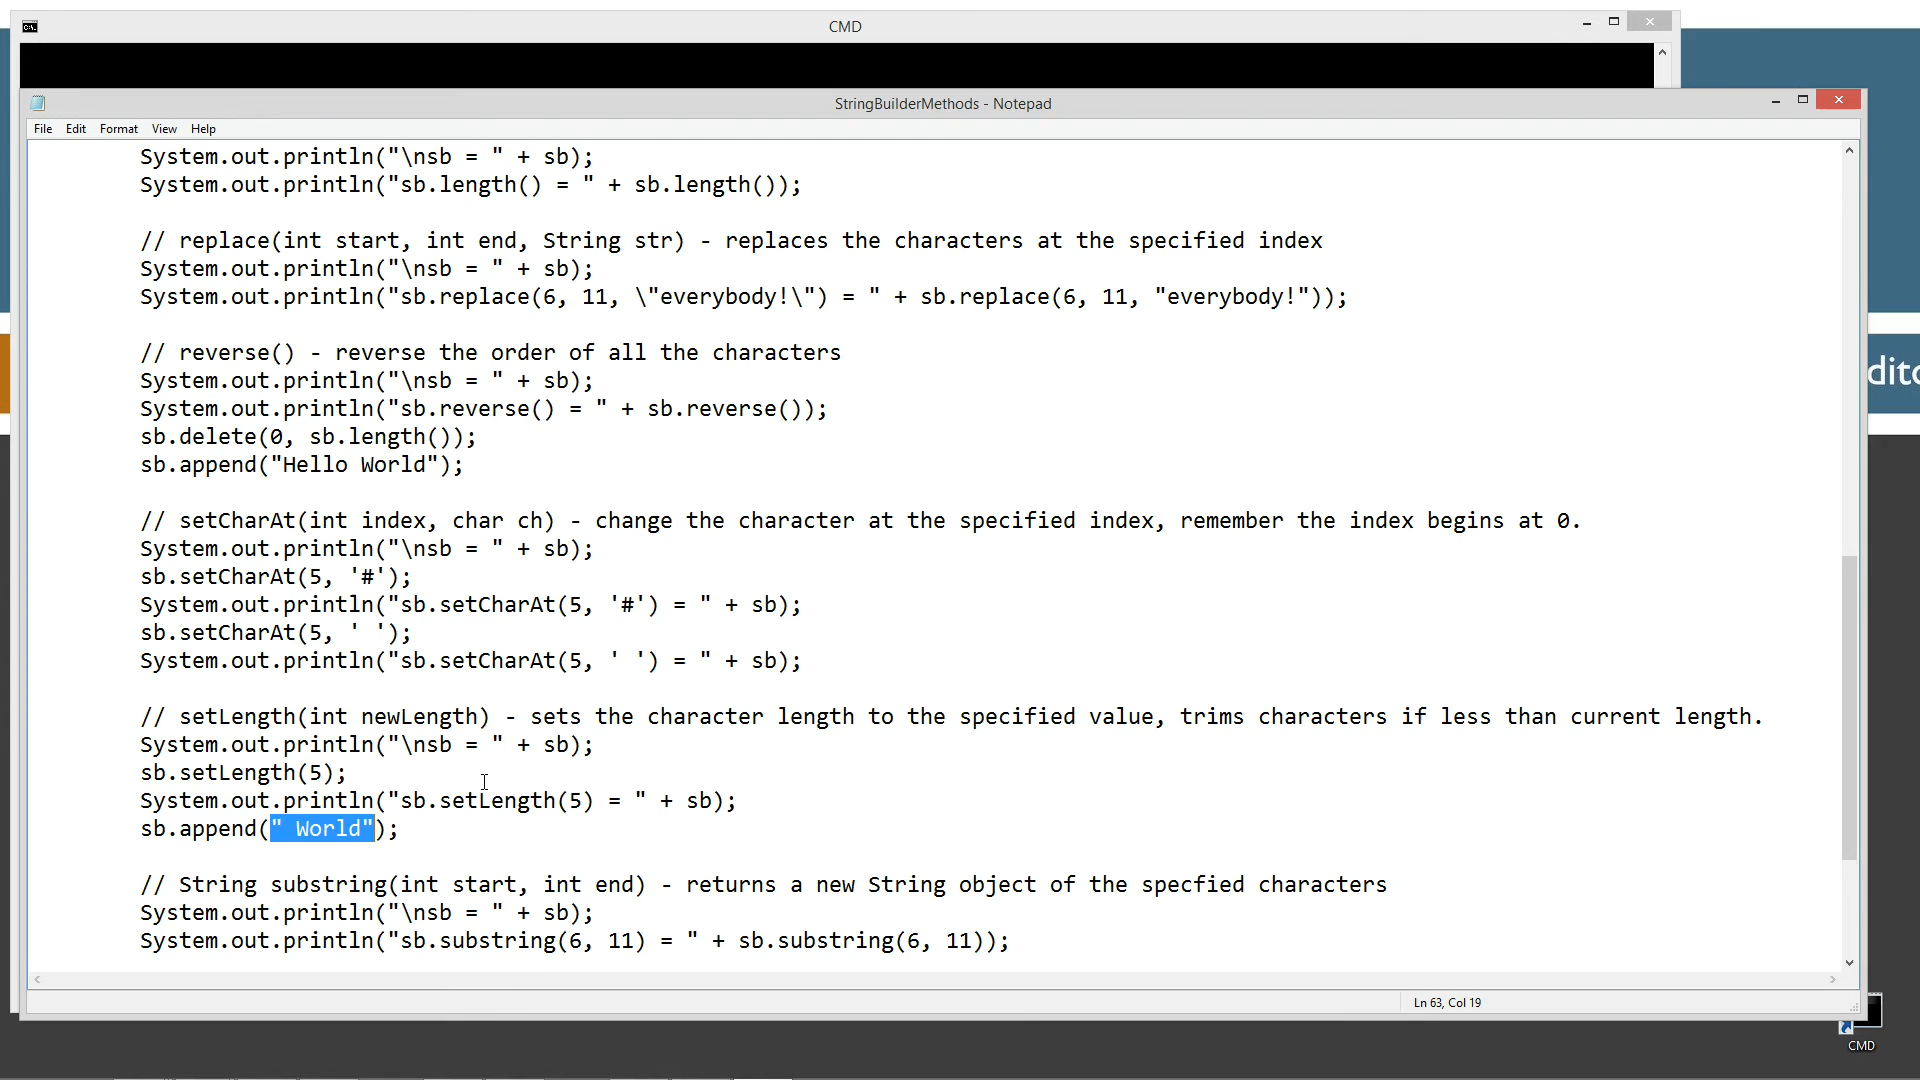 CMD
StringBuilderMethods - Notepad
File Edit Format View Help
System.out.println("\nsb = " + sb);
System.out.println("sb.length() = " + sb.length());
// replace(int start, int end, String str) - replaces the characters at the specified index
System.out.println("\nsb = " + sb);
System.out.println("sb.replace(6, 11, \"everybody!\") = " + sb.replace(6, 11, "everybody!"));
// reverse() - reverse the order of all the characters
System.out.println("\nsb = " + sb);
System.out.println("sb.reverse() = " + sb.reverse());
sb.delete(0, sb.length());
sb.append("Hello World");
// setCharAt(int index, char ch) - change the character at the specified index, remember the index begins at 0.
System.out.println("\nsb = " + sb);
sb.setCharAt(5, '#');
System.out.println("sb.setCharAt(5, '#') = " + sb);
sb.setCharAt(5, ' ');
System.out.println("sb.setCharAt(5, ' ') = " + sb);
// setLength(int newLength) - sets the character length to the specified value, trims characters if less than current length.
System.out.println("\nsb = " + sb);
sb.setLength(5);
System.out.println("sb.setLength(5) = " + sb);
sb.append(" World");
// String substring(int start, int end) - returns a new String object of the specfied characters
System.out.println("\nsb = " + sb);
System.out.println("sb.substring(6, 11) = " + sb.substring(6, 11));
Ln 63, Col 19
CMD